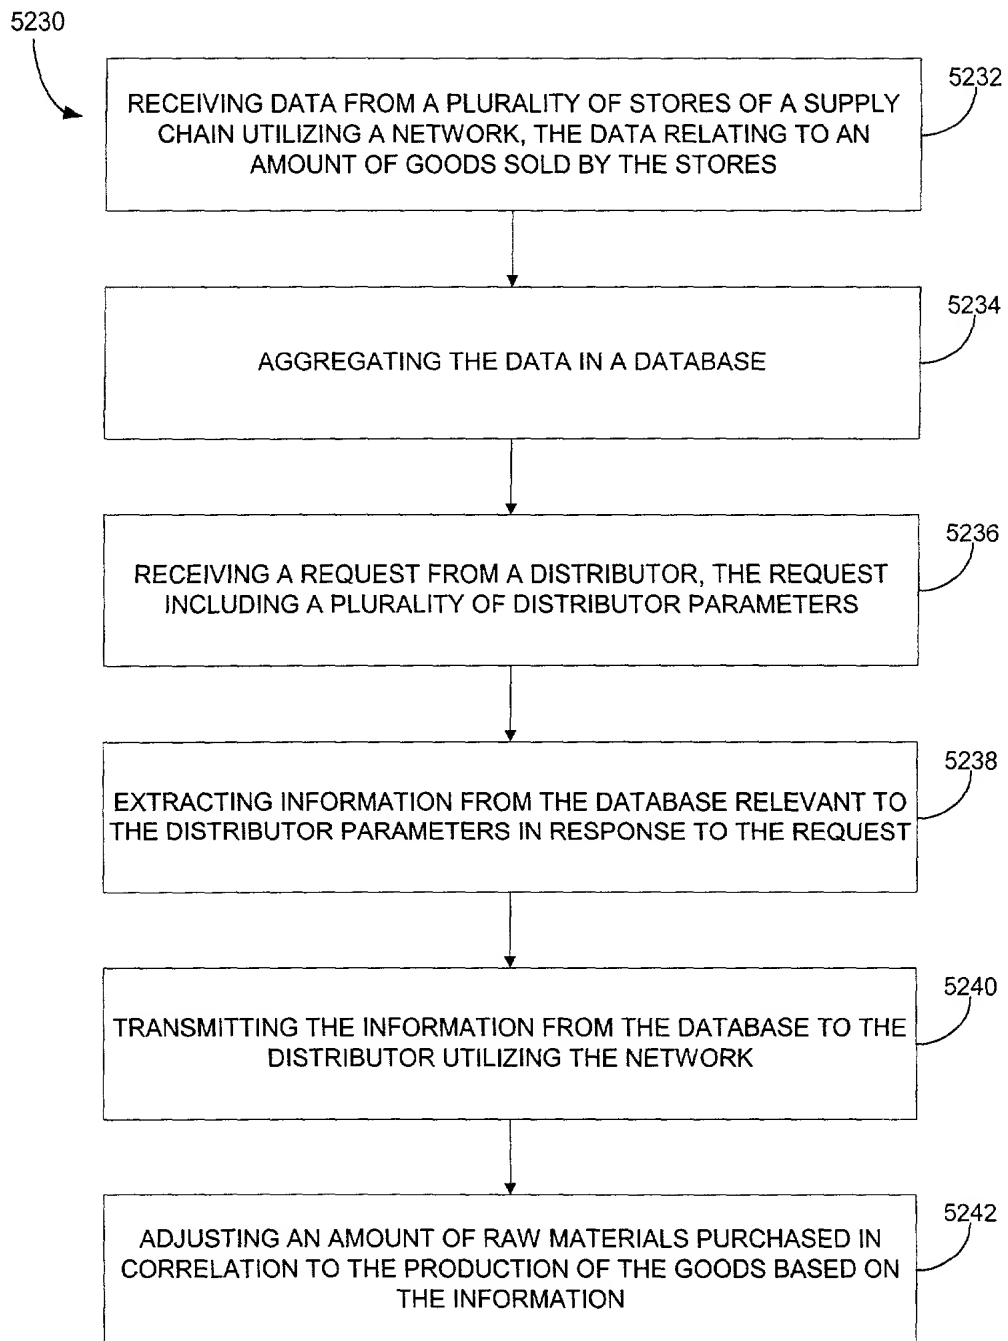 5230
RECEIVING DATA FROM A PLURALITY OF STORES OF A SUPPLY
CHAIN UTILIZING A NETWORK, THE DATA RELATING TO AN
AMOUNT OF GOODS SOLD BY THE STORES
5232
AGGREGATING THE DATA IN A DATABASE
5234
RECEIVING A REQUEST FROM A DISTRIBUTOR, THE REQUEST
INCLUDING A PLURALITY OF DISTRIBUTOR PARAMETERS
5236
EXTRACTING INFORMATION FROM THE DATABASE RELEVANT TO
THE DISTRIBUTOR PARAMETERS IN RESPONSE TO THE REQUEST
5238
TRANSMITTING THE INFORMATION FROM THE DATABASE TO THE
DISTRIBUTOR UTILIZING THE NETWORK
5240
ADJUSTING AN AMOUNT OF RAW MATERIALS PURCHASED IN
CORRELATION TO THE PRODUCTION OF THE GOODS BASED ON
THE INFORMATION
5242